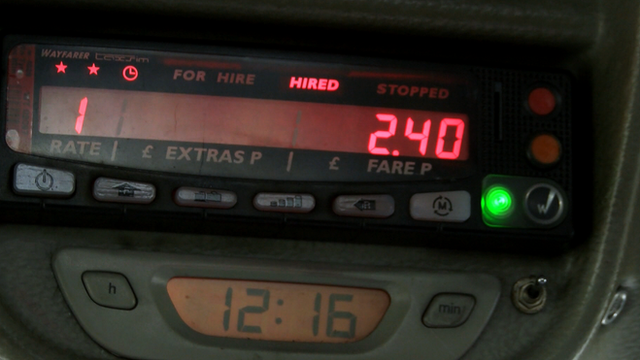 WAYFARER
FOR HIRE HIRED STOPPED
1 2.40
RATE | £ EXTRAS P | £ FARE P
M W
h 12:16 min